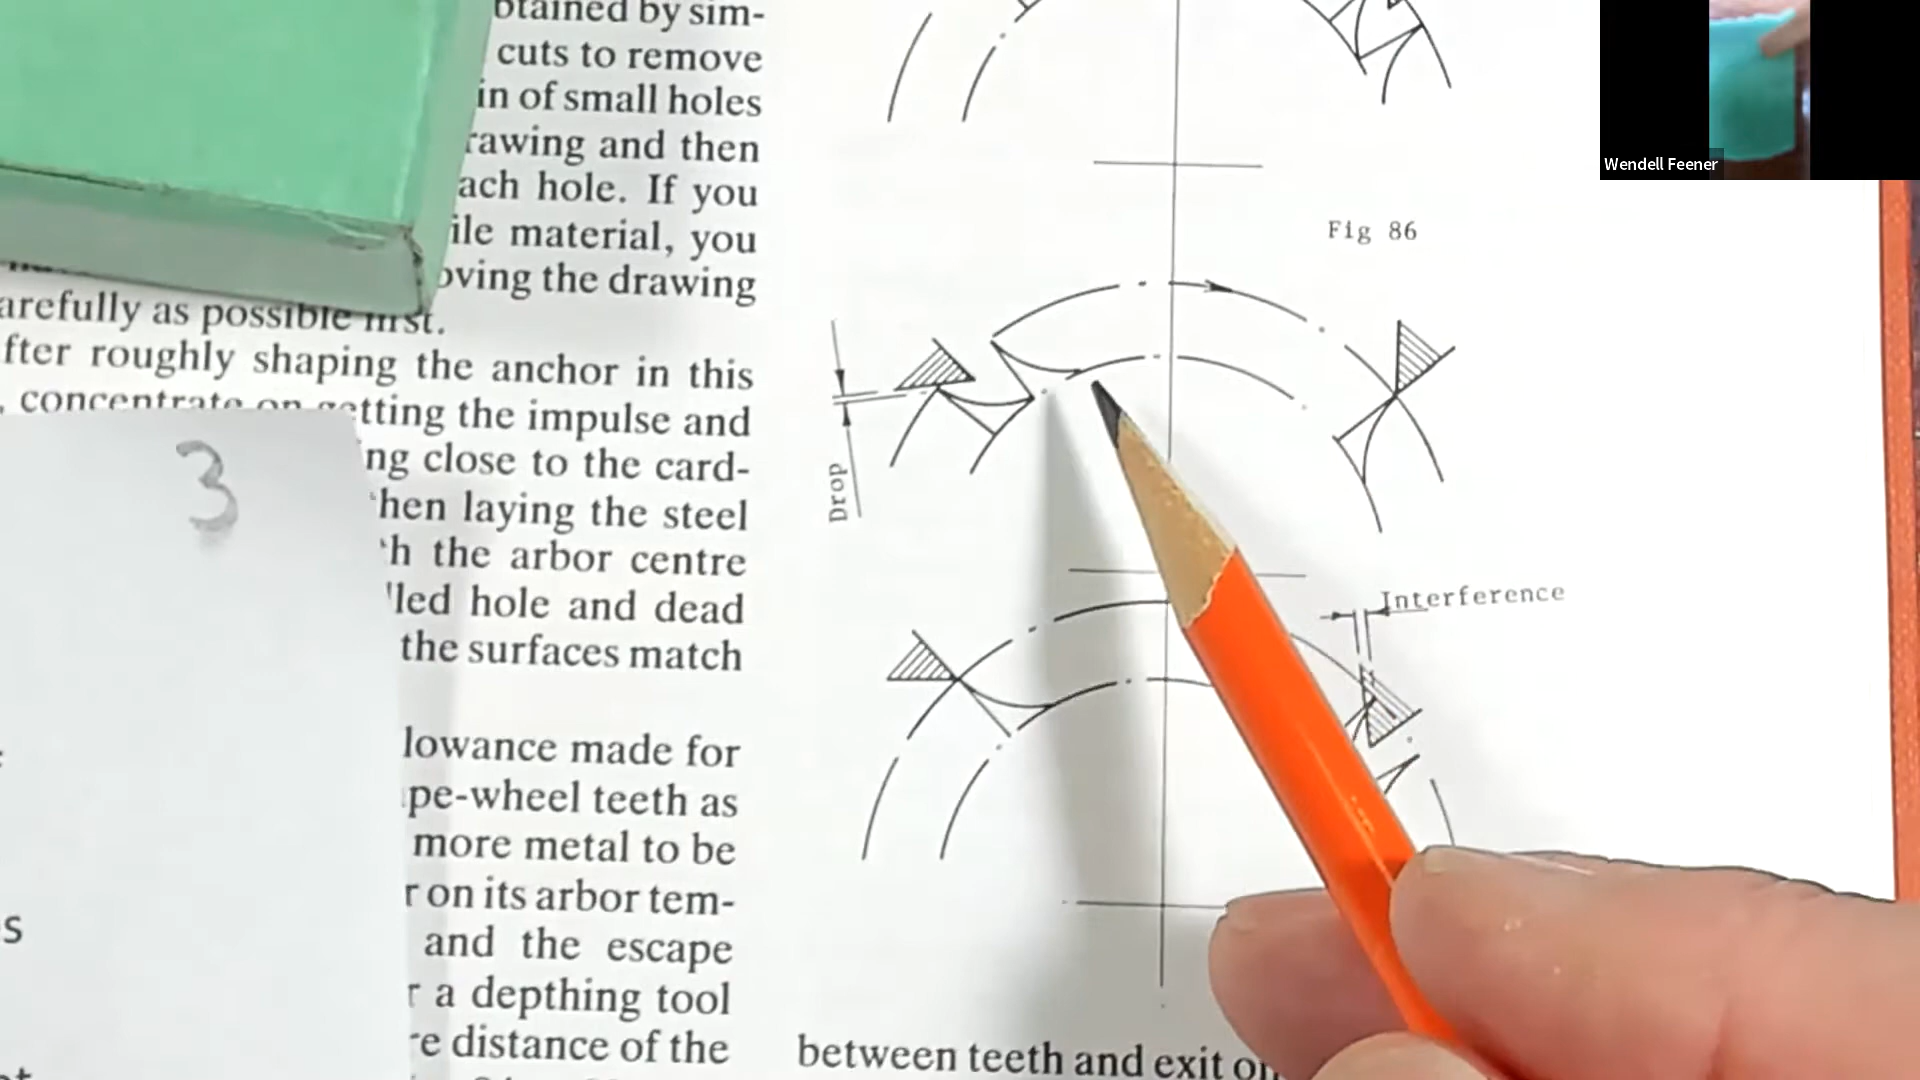 btained by sim-
cuts to remove
in of small holes
rawing and then
ach hole. If you
ile material, you
oving the drawing
arefully as possible first.
fter roughly shaping the anchor in this
concentrate on getting the impulse and
ng close to the card-
hen laying the steel
h the arbor centre
lled hole and dead
the surfaces match
lowance made for
pe-wheel teeth as
more metal to be
r on its arbor tem-
s and the escape
r a depthing tool
e distance of the
3
Wendell Feener
Fig 86
Drop
Interference
between teeth and exit